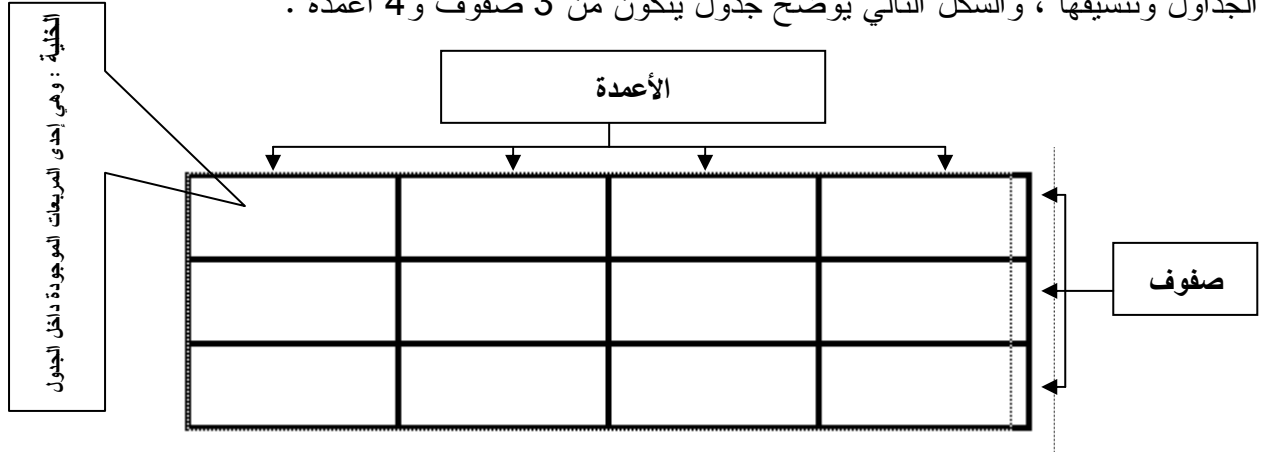 الجداول وتنسيقها ، والشكل التالي يوضح جدول يتكون من 3 صفوف و4 أعمدة .
الأعمدة
الخلية : وهي إحدى المربعات الموجودة داخل الجدول
صفوف